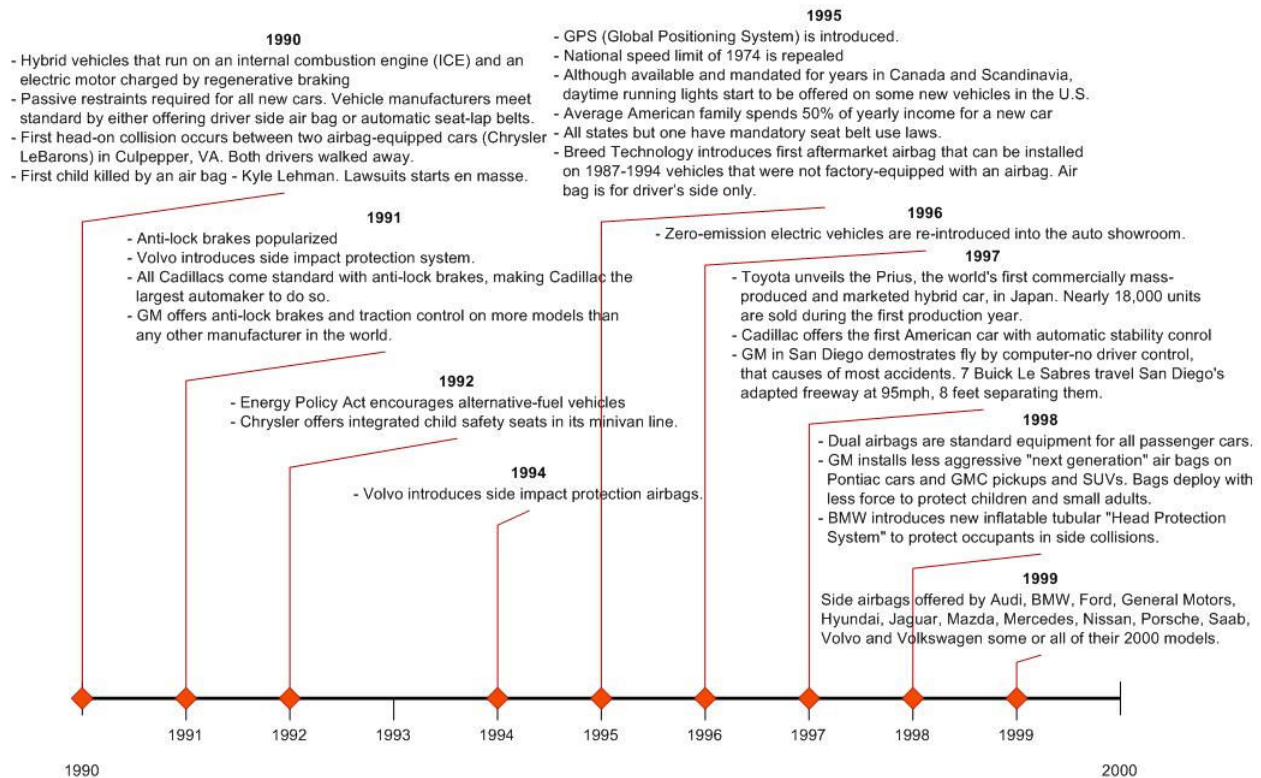 1990
- Hybrid vehicles that run on an internal combustion engine (ICE) and an
electric motor charged by regenerative braking
- Passive restraints required for all new cars. Vehicle manufacturers meet
standard by either offering driver side air bag or automatic seat-lap belts.
- First head-on collision occurs between two airbag-equipped cars (Chrysler
LeBarons) in Culpepper, VA. Both drivers walked away.
- First child killed by an air bag - Kyle Lehman. Lawsuits starts en masse.
1995
- GPS (Global Positioning System) is introduced.
- National speed limit of 1974 is repealed
- Although available and mandated for years in Canada and Scandinavia,
daytime running lights start to be offered on some new vehicles in the U.S.
- Average American family spends 50% of yearly income for a new car
- All states but one have mandatory seat belt use laws.
- Breed Technology introduces first aftermarket airbag that can be installed
on 1987-1994 vehicles that were not factory-equipped with an airbag. Air
bag is for driver's side only.
1991
- Anti-lock brakes popularized
- Volvo introduces side impact protection system.
- All Cadillacs come standard with anti-lock brakes, making Cadillac the
largest automaker to do so.
- GM offers anti-lock brakes and traction control on more models than
any other manufacturer in the world.
1996
- Zero-emission electric vehicles are re-introduced into the auto showroom.
1997
- Toyota unveils the Prius, the world's first commercially mass-
produced and marketed hybrid car, in Japan. Nearly 18,000 units
are sold during the first production year.
- Cadillac offers the first American car with automatic stability conrol
- GM in San Diego demostrates fly by computer-no driver control,
that causes of most accidents. 7 Buick Le Sabres travel San Diego's
adapted freeway at 95mph, 8 feet separating them.
1992
- Energy Policy Act encourages alternative-fuel vehicles
- Chrysler offers integrated child safety seats in its minivan line.
1998
- Dual airbags are standard equipment for all passenger cars.
- GM installs less aggressive "next generation" air bags on
Pontiac cars and GMC pickups and SUVs. Bags deploy with
less force to protect children and small adults.
- BMW introduces new inflatable tubular "Head Protection
System" to protect occupants in side collisions.
1994
- Volvo introduces side impact protection airbags.
1999
Side airbags offered by Audi, BMW, Ford, General Motors,
Hyundai, Jaguar, Mazda, Mercedes, Nissan, Porsche, Saab,
Volvo and Volkswagen some or all of their 2000 models.
1991 1992 1993 1994 1995 1996 1997 1998 1999
1990 2000